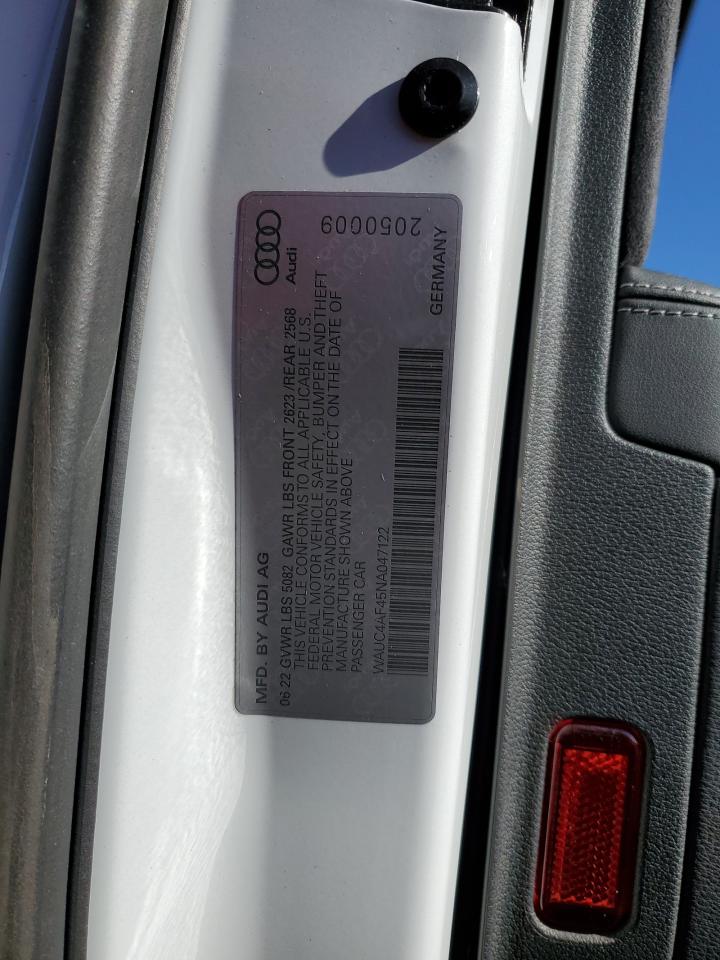 MFD. BY AUDI AG
Audi
06 22 GVWR LBS 5082 GAWR LBS FRONT 2623 /REAR 2568
THIS VEHICLE CONFORMS TO ALL APPLICABLE U.S.
FEDERAL MOTOR VEHICLE SAFETY, BUMPER AND THEFT
PREVENTION STANDARDS IN EFFECT ON THE DATE OF
MANUFACTURE SHOWN ABOVE
PASSENGER CAR
2050G09
WAUC4AF45NA047122
GERMANY